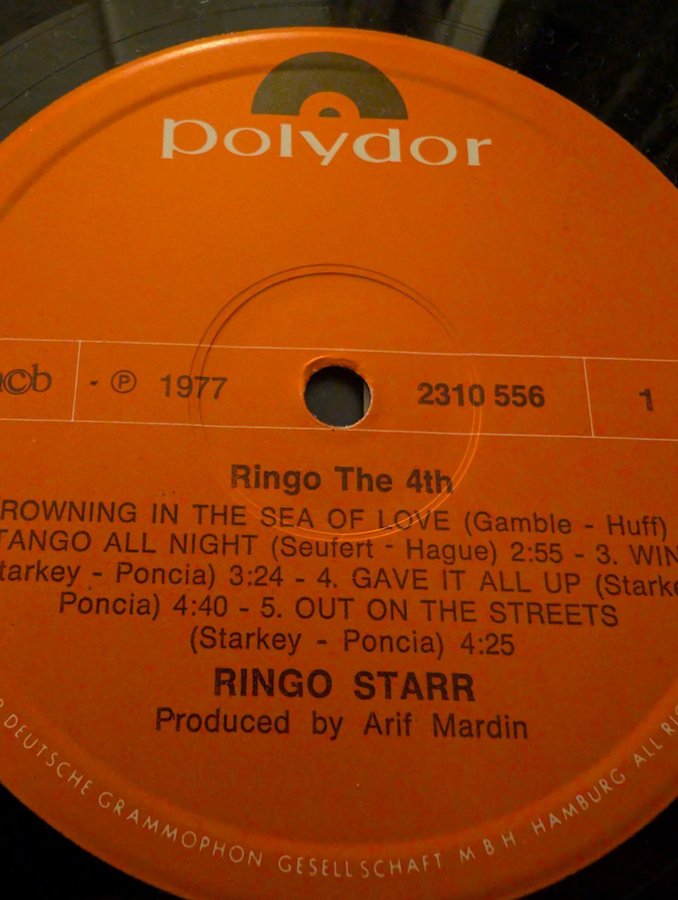 polydor
ncb
- ℗ 1977
2310 556
1
Ringo The 4th
ROWNING IN THE SEA OF LOVE (Gamble - Huff)
TANGO ALL NIGHT (Seufert - Hague) 2:55 - 3. WIN
tarkey - Poncia) 3:24 - 4. GAVE IT ALL UP (Starke
Poncia) 4:40 - 5. OUT ON THE STREETS
(Starkey - Poncia) 4:25
RINGO STARR
Produced by Arif Mardin
DEUTSCHE GRAMMOPHON GESELLSCHAFT M B H. HAMBURG ALL RIG